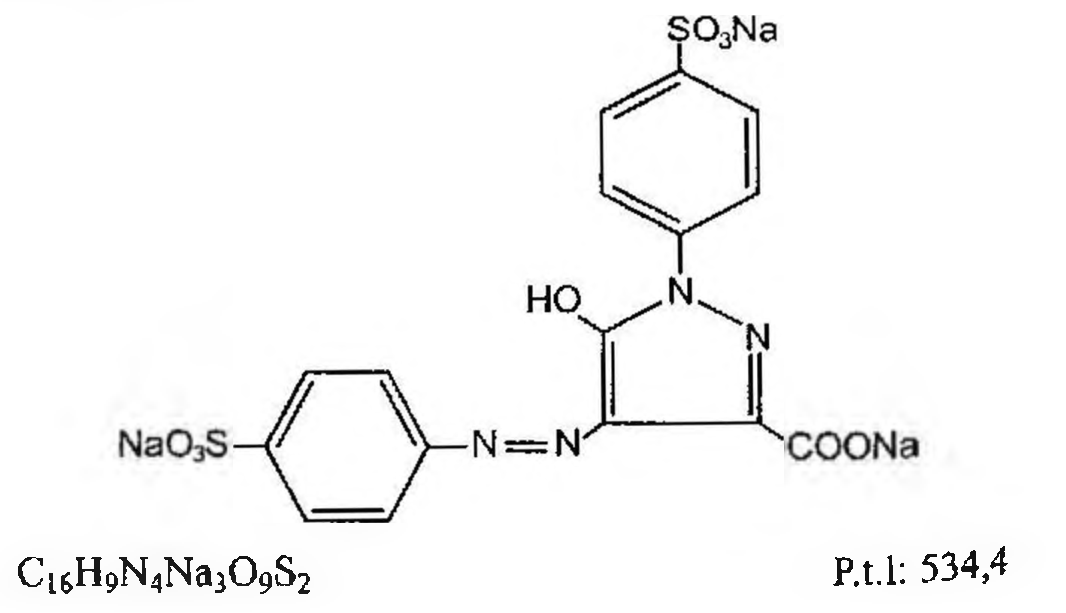 SO₃Na
HO
N
N
NaO₃S
N
N
COONa
C₁₆H₉N₄Na₃O₉S₂
P.t.l: 534,4